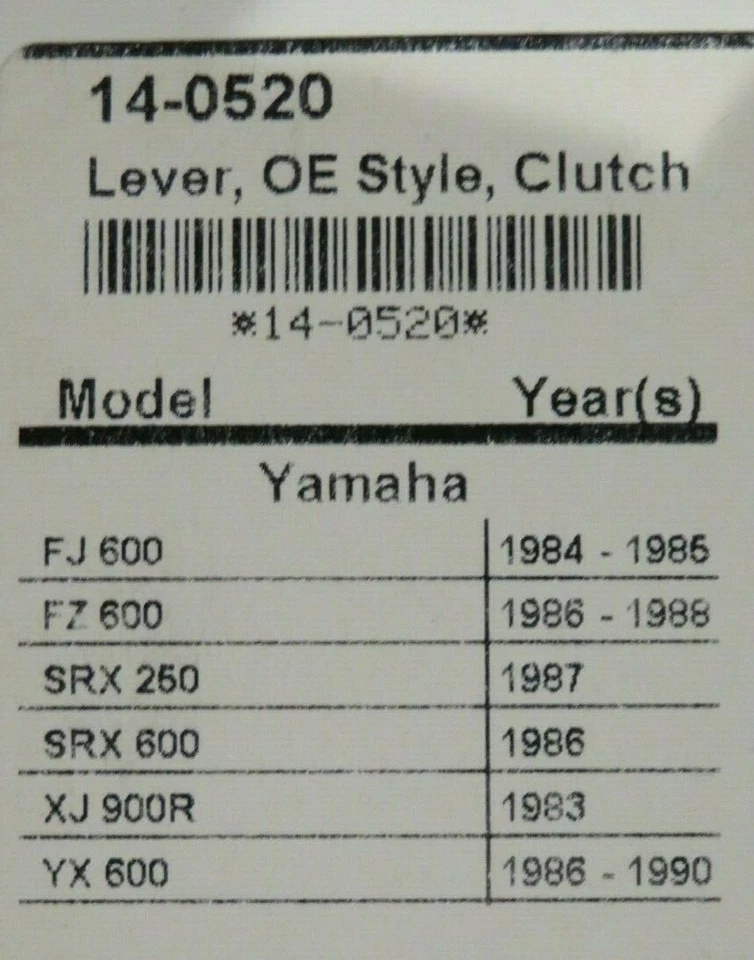 14-0520
Lever, OE Style, Clutch
*14-0520*
Model Year(s)
Yamaha
FJ 600 1984 - 1985
FZ 600 1986 - 1988
SRX 250 1987
SRX 600 1986
XJ 900R 1983
YX 600 1986 - 1990